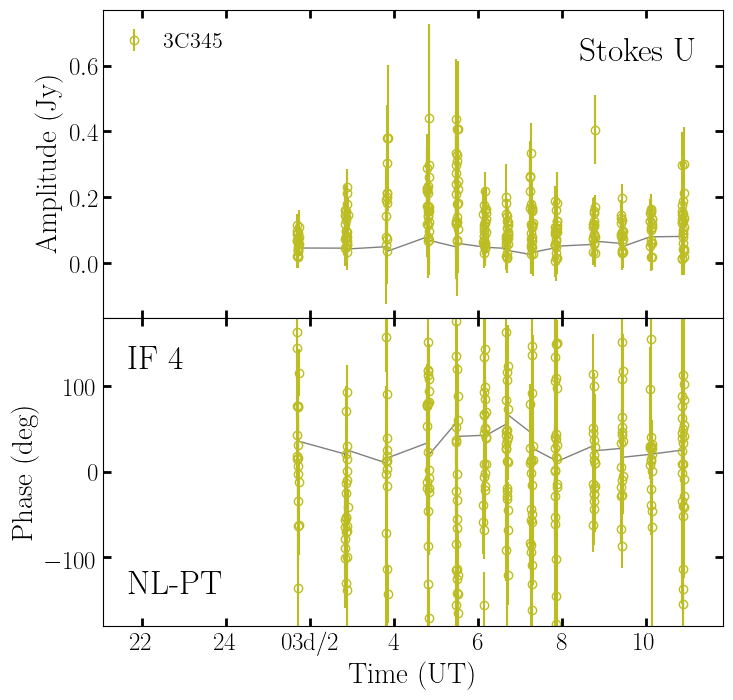 3C345
Stokes U
Amplitude (Jy)
0.6
0.4
0.2
0.0
IF 4
NL-PT
Phase (deg)
100
0
−100
22 24 03d/2 4 6 8 10
Time (UT)